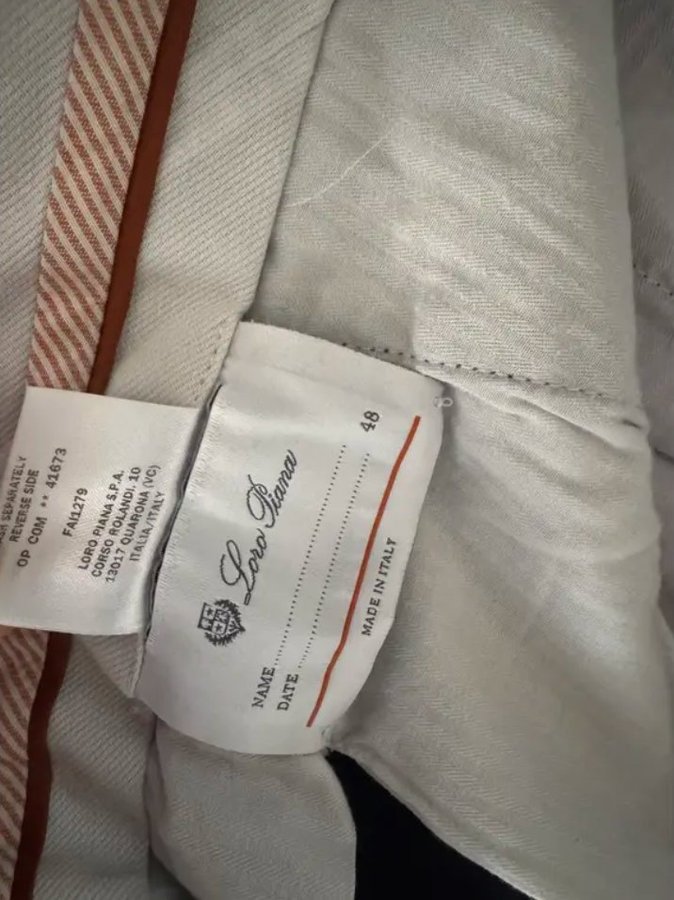 SEPARATELY
REVERSE SIDE
OP COM ** 41673
FAI1279
LORO PIANA S.P.A.
CORSO ROLANDI, 10
13017 QUARONA (VC)
ITALIA/ITALY
48
Loro Piana
NAME
DATE
MADE IN ITALY